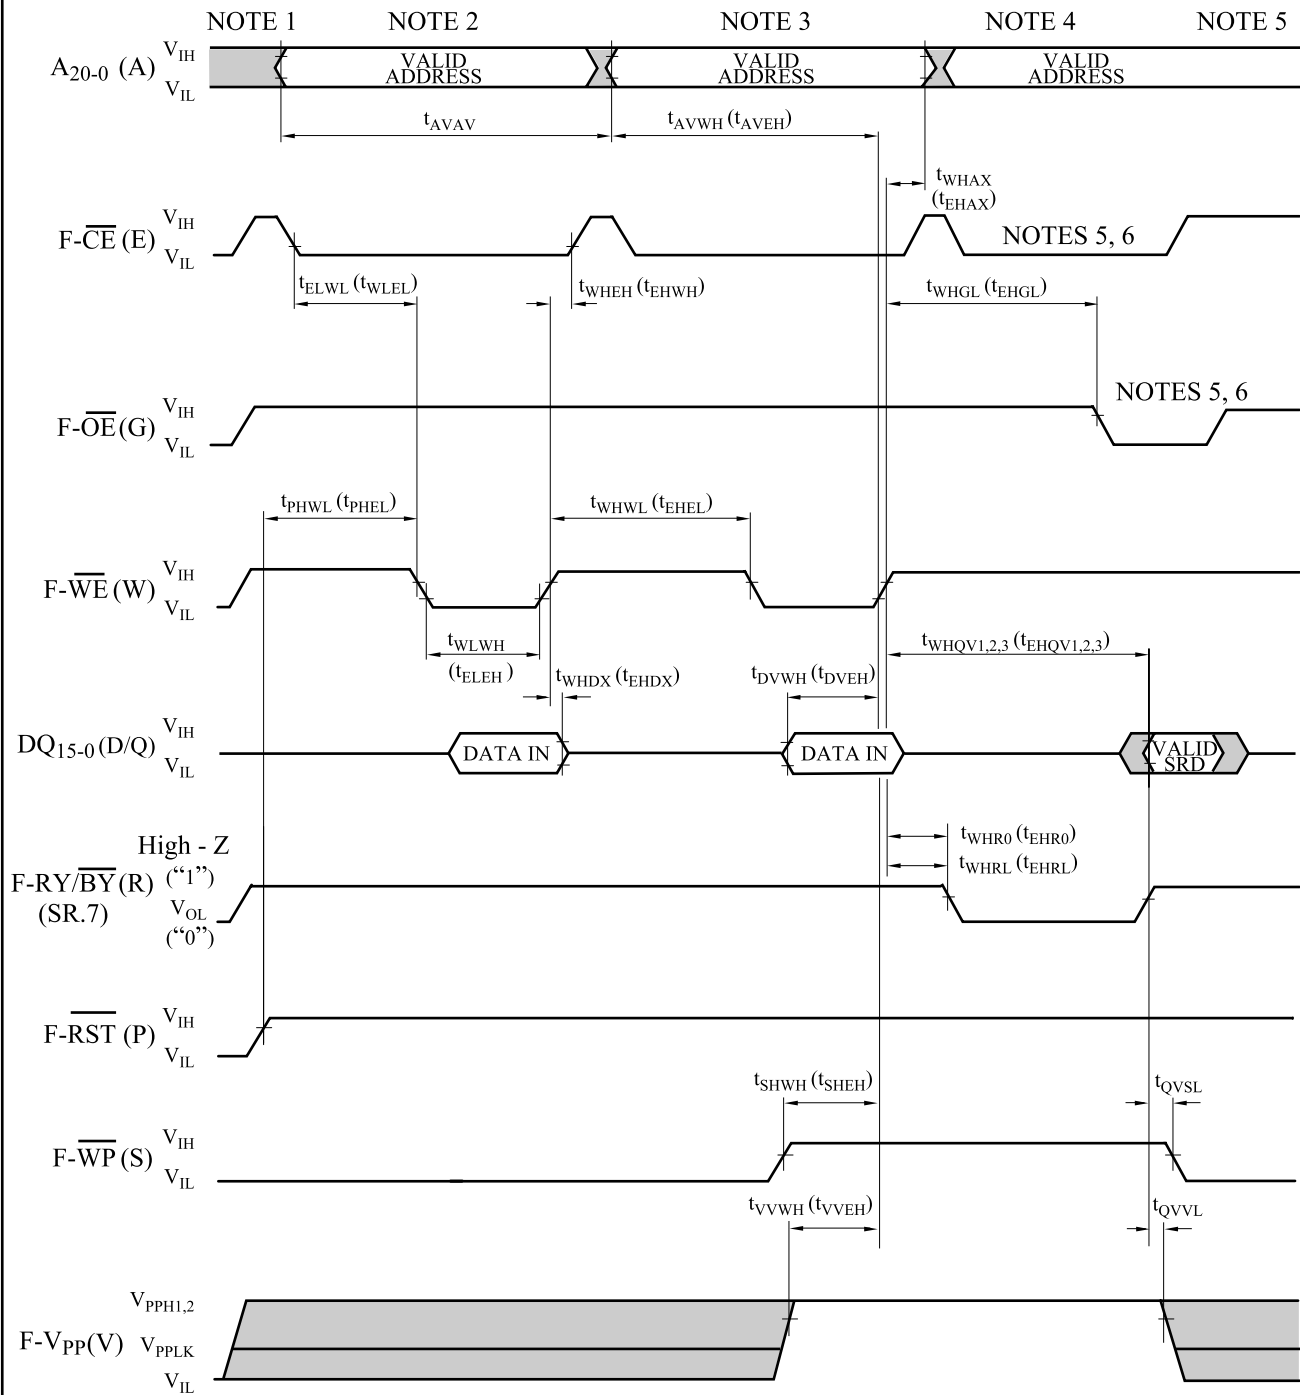 NOTE 1 NOTE 2 NOTE 3 NOTE 4 NOTE 5
A20-0 (A) VIH VIL VALID ADDRESS VALID ADDRESS VALID ADDRESS
tAVAV tAVWH (tAVEH)
tWHAX (tEHAX)
F-CE (E) VIH VIL NOTES 5, 6
tELWL (tWLEL) tWHEH (tEHWH) tWHGL (tEHGL)
NOTES 5, 6
F-OE (G) VIH VIL
tPHWL (tPHEL) tWHWL (tEHEL)
F-WE (W) VIH VIL
tWLWH (tELEH) tWHDX (tEHDX) tDVWH (tDVEH) tWHQV1,2,3 (tEHQV1,2,3)
DQ15-0 (D/Q) VIH VIL DATA IN DATA IN VALID SRD
tWHR0 (tEHR0)
tWHRL (tEHRL)
High - Z
("1")
F-RY/BY (R)
(SR.7)
VOL
("0")
F-RST (P) VIH VIL
tSHWH (tSHEH) tQVSL
F-WP (S) VIH VIL
tVVWH (tVVEH) tQVVL
F-VPP (V) VPPH1,2 VPPLK VIL